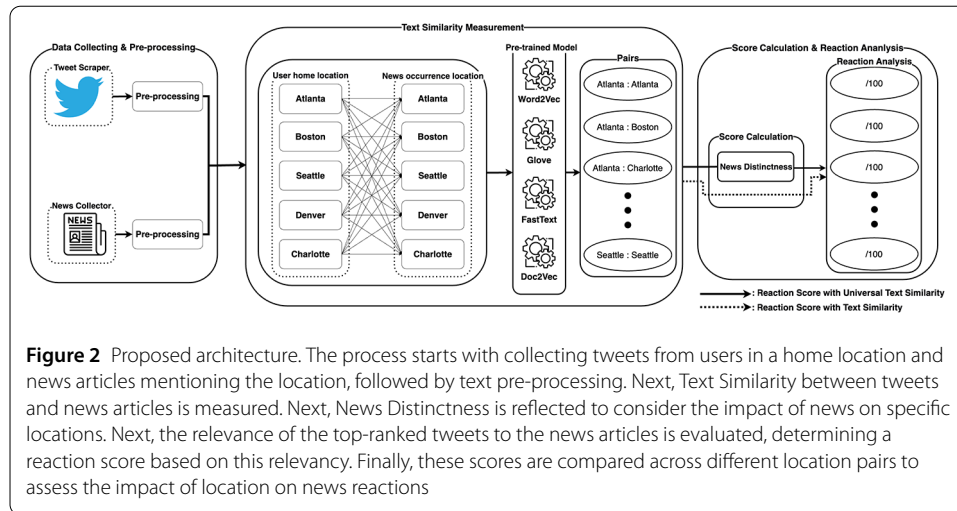 Text Similarity Measurement
Data Collecting & Pre-processing
Tweet Scraper
Pre-processing
News Collector
NEWS
Pre-processing
User home location
Atlanta
Boston
Seattle
Denver
Charlotte
News occurrence location
Atlanta
Boston
Seattle
Denver
Charlotte
Pre-trained Model
Word2Vec
Glove
FastText
Doc2Vec
Pairs
Atlanta : Atlanta
Atlanta : Boston
Atlanta : Charlotte
Seattle : Seattle
Score Calculation & Reaction Ananlysis
Score Calculation
News Distinctness
Reaction Analysis
/100
/100
/100
/100
: Reaction Score with Universal Text Similarity
: Reaction Score with Text Similarity
Figure 2 Proposed architecture. The process starts with collecting tweets from users in a home location and
news articles mentioning the location, followed by text pre-processing. Next, Text Similarity between tweets
and news articles is measured. Next, News Distinctness is reflected to consider the impact of news on specific
locations. Next, the relevance of the top-ranked tweets to the news articles is evaluated, determining a
reaction score based on this relevancy. Finally, these scores are compared across different location pairs to
assess the impact of location on news reactions